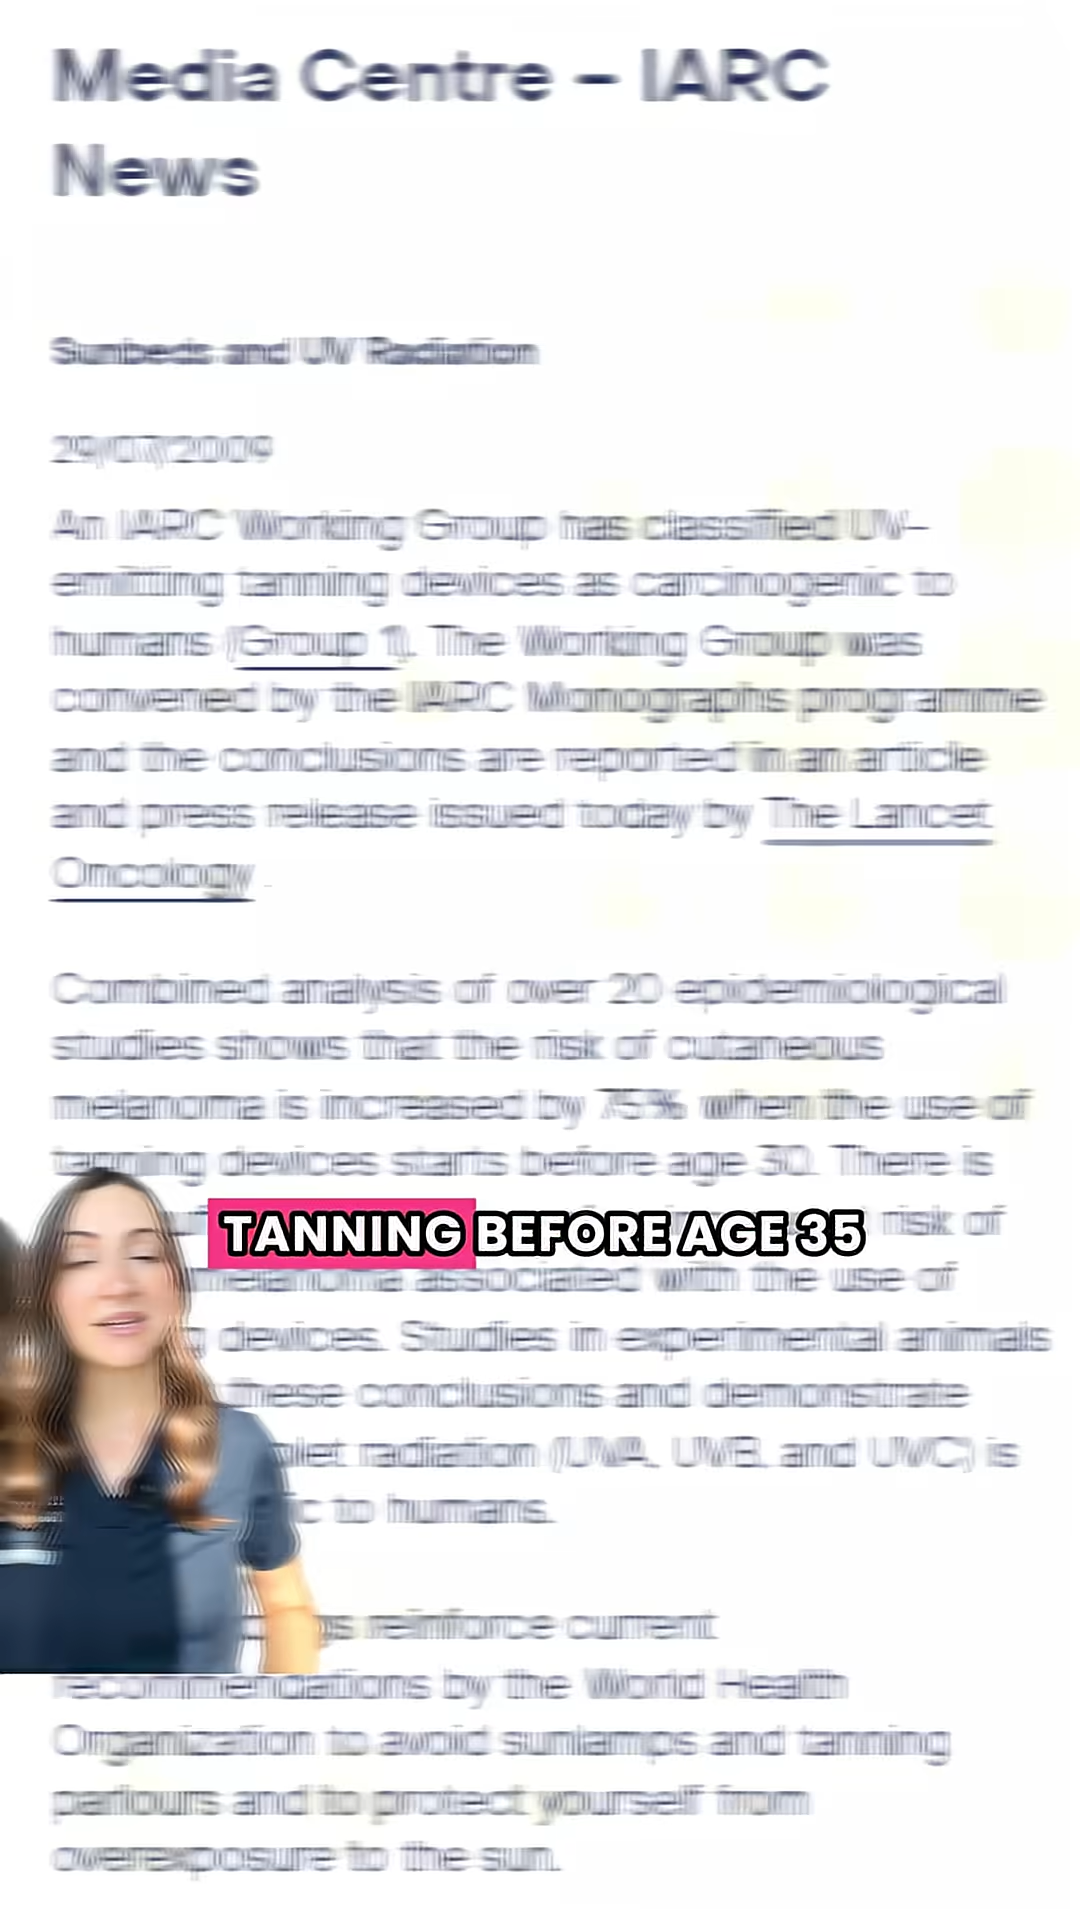 Media Centre – IARC
News
Sunbeds and UV Radiation
29/07/2009
An IARC Working Group has classified UV-
emitting tanning devices as carcinogenic to
humans (Group 1). The Working Group was
convened by the IARC Monographs programme
and the conclusions are reported in an article
and press release issued today by The Lancet
Oncology .
Combined analysis of over 20 epidemiological
studies shows that the risk of cutaneous
melanoma is increased by 75% when the use of
tanning devices starts before age 30. There is
risk of
TANNING BEFORE AGE 35
melanoma associated with the use of
devices. Studies in experimental animals
these conclusions and demonstrate
radiation (UVA, UVB, and UVC) is
to humans.
reinforce current
recommendations by the World Health
Organization to avoid sunlamps and tanning
parlours and to protect yourself from
overexposure to the sun.